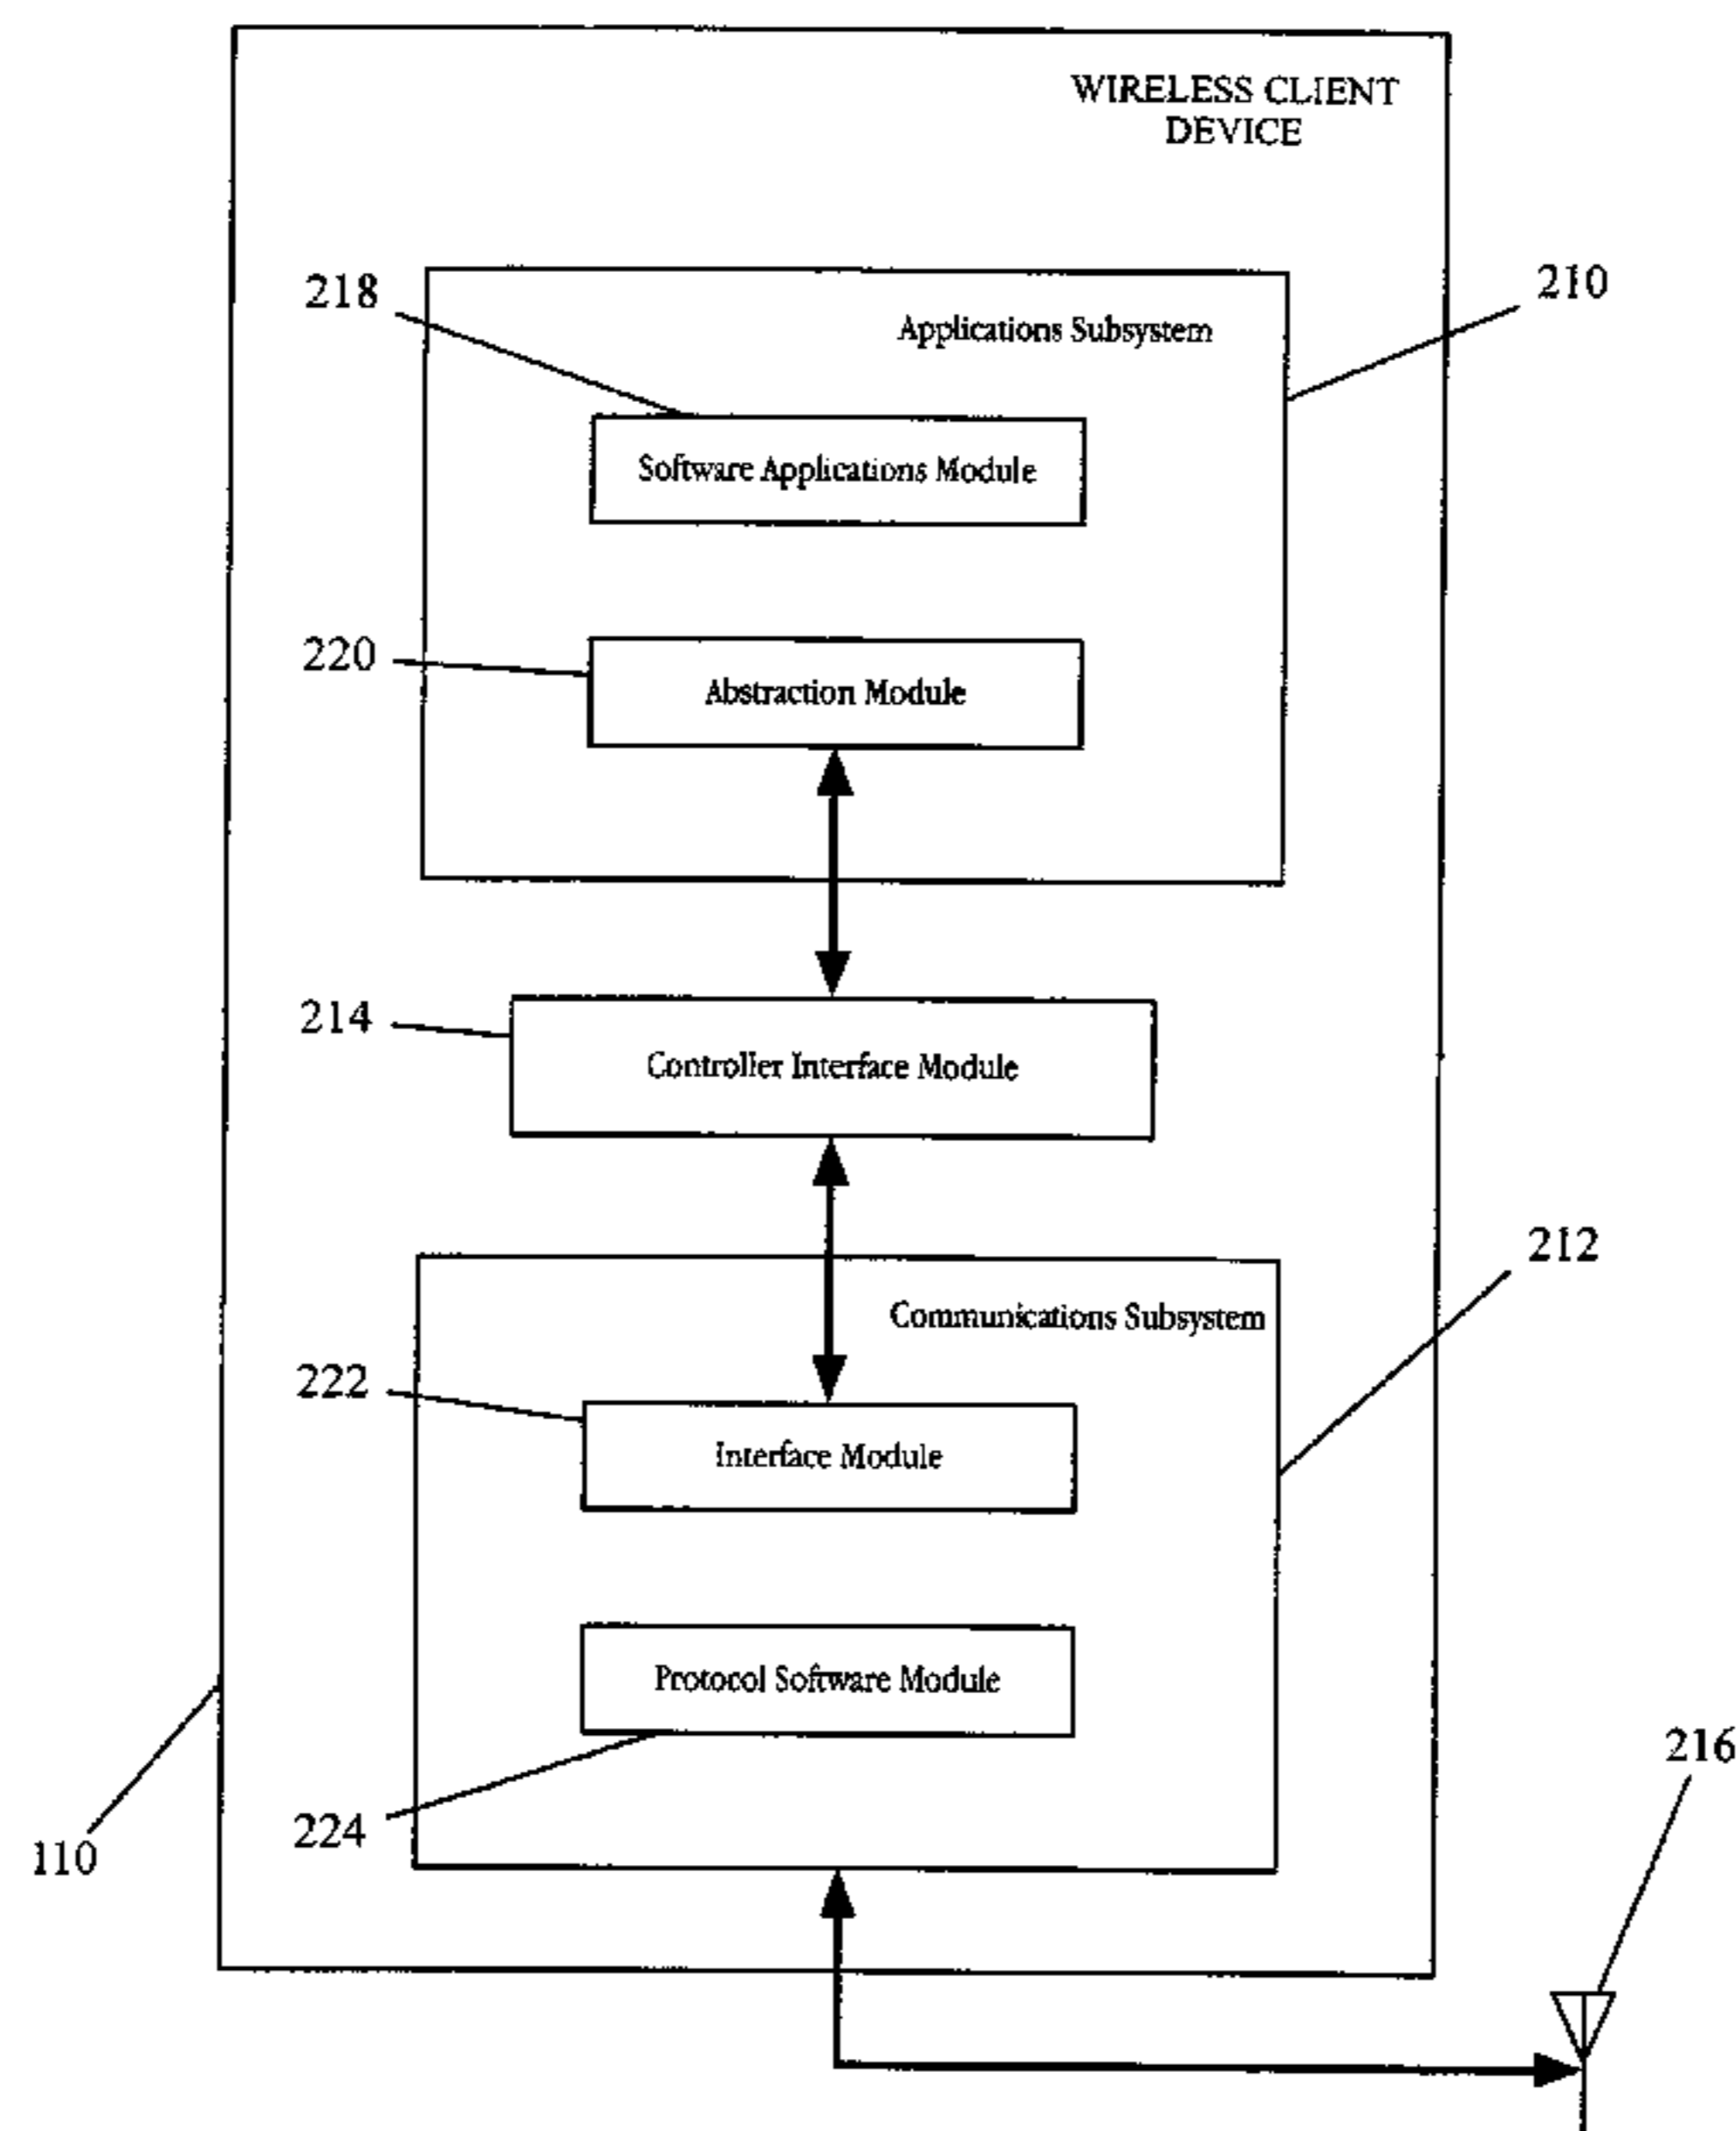 WIRELESS CLIENT
DEVICE
218
210
Applications Subsystem
Software Applications Module
220
Abstraction Module
214
Controller Interface Module
212
Communications Subsystem
222
Interface Module
Protocol Software Module
216
224
110